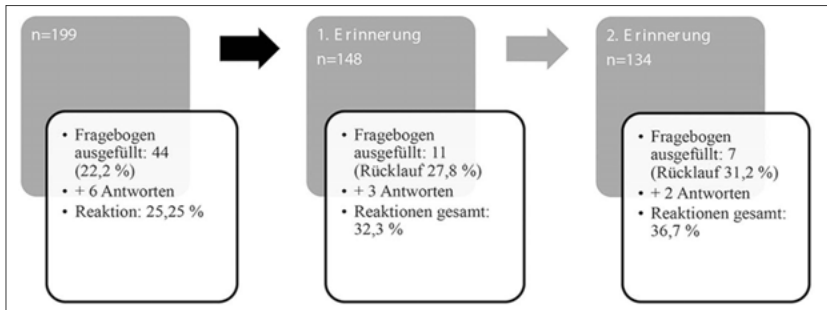 n=199
• Fragebogen
ausgefüllt: 44
(22,2 %)
• + 6 Antworten
• Reaktion: 25,25 %
1. Erinnerung
n=148
• Fragebogen
ausgefüllt: 11
(Rücklauf 27,8 %)
• + 3 Antworten
• Reaktionen gesamt:
32,3 %
2. Erinnerung
n=134
• Fragebogen
ausgefüllt: 7
(Rücklauf 31,2 %)
• + 2 Antworten
• Reaktionen gesamt:
36,7 %